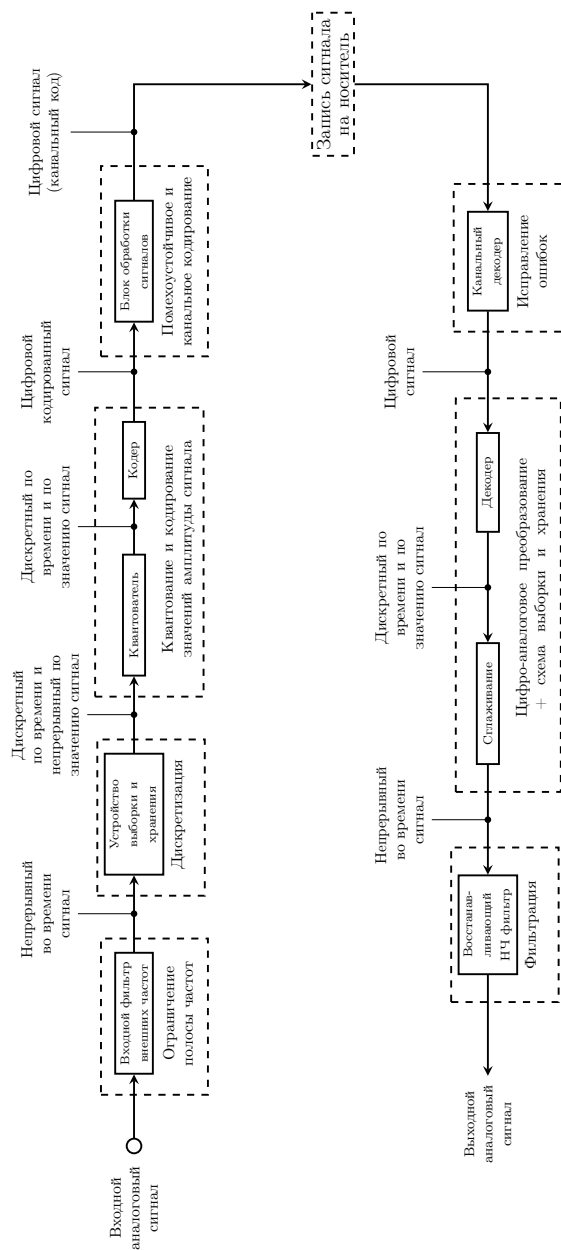 Входной
аналоговый
сигнал
Входной фильтр
внешних частот
Ограничение
полосы частот
Непрерывный
во времени
сигнал
Устройство
выборки и
хранения
Дискретизация
Дискретный
по времени и
непрерывный по
значению сигнал
Квантователь
Дискретный по
времени и по
значению сигнал
Кодер
Квантование и кодирование
значений амплитуды сигнала
Цифровой
кодированный
сигнал
Блок обработки
сигналов
Помехоустойчивое и
канальное кодирование
Цифровой сигнал
(канальный код)
Запись сигнала
на носитель
Канальный
декодер
Исправление
ошибок
Цифровой
сигнал
Декодер
Дискретный по
времени и по
значению сигнал
Сглаживание
Цифро-аналоговое преобразование
+ схема выборки и хранения
Непрерывный
во времени
сигнал
Восстанав-
ливающий
НЧ фильтр
Фильтрация
Выходной
аналоговый
сигнал